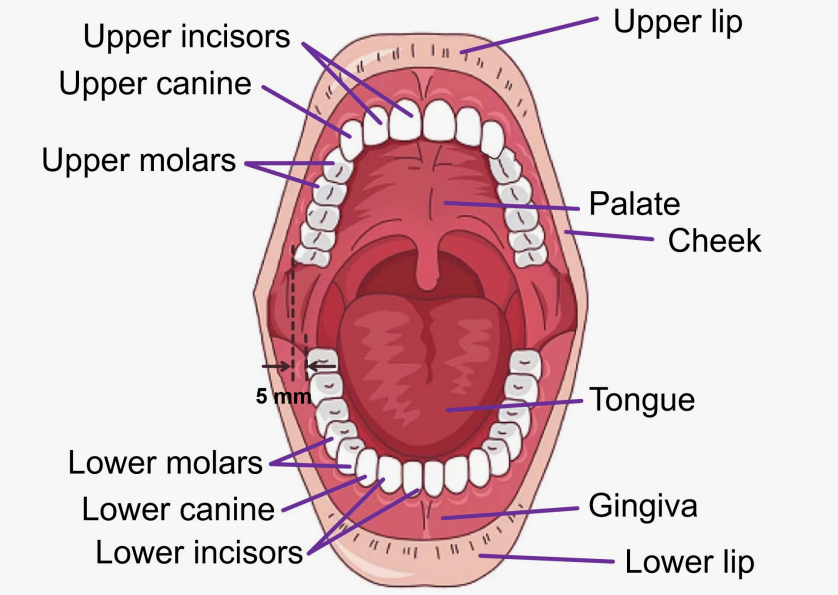 Upper incisors
Upper lip
Upper canine
Upper molars
Palate
Cheek
5 mm
Tongue
Lower molars
Lower canine
Gingiva
Lower incisors
Lower lip